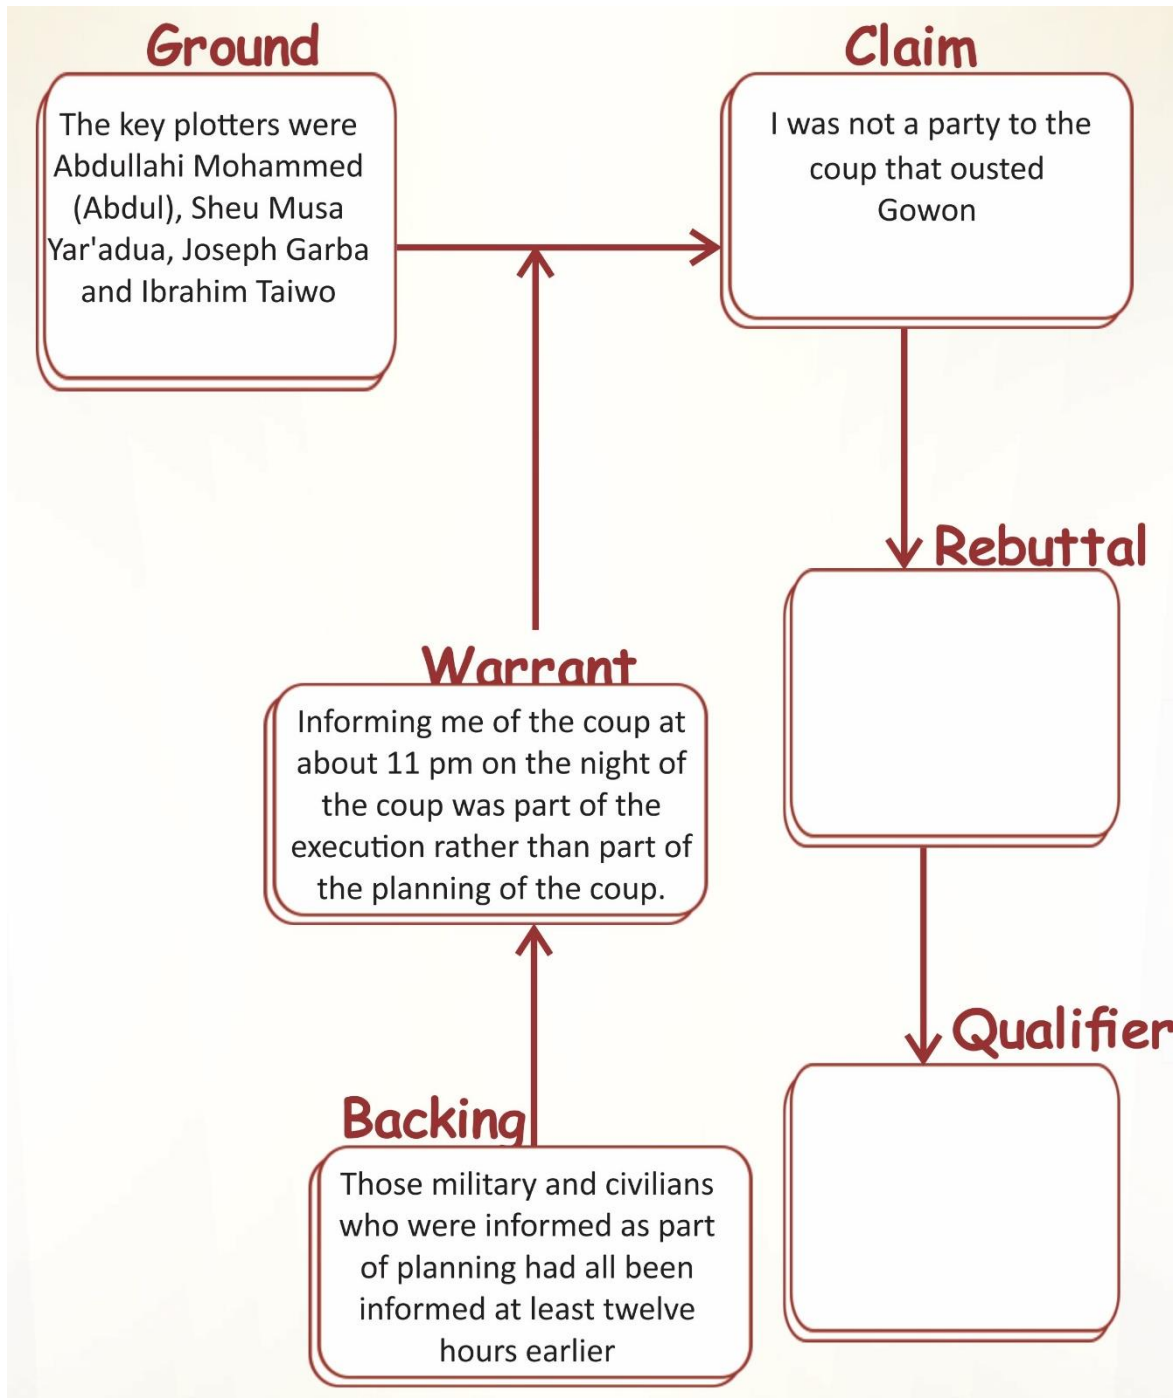 Ground
The key plotters were
Abdullahi Mohammed
(Abdul), Sheu Musa
Yar'adua, Joseph Garba
and Ibrahim Taiwo
Claim
I was not a party to the
coup that ousted
Gowon
Rebuttal
Warrant
Informing me of the coup at
about 11 pm on the night of
the coup was part of the
execution rather than part of
the planning of the coup.
Qualifier
Backing
Those military and civilians
who were informed as part
of planning had all been
informed at least twelve
hours earlier